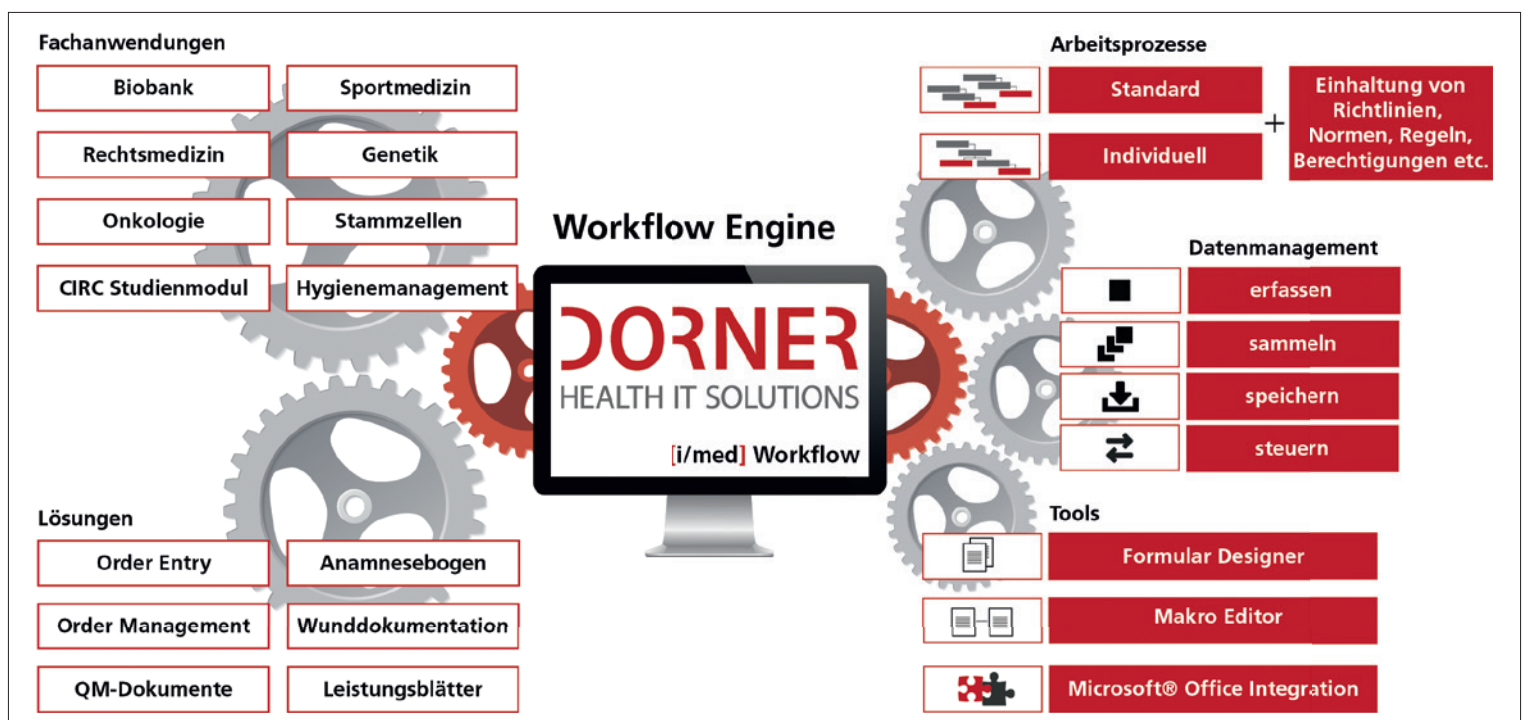 Fachanwendungen
Biobank
Sportmedizin
Rechtsmedizin
Genetik
Onkologie
Stammzellen
CIRC Studienmodul
Hygienemanagement
Lösungen
Order Entry
Anamnesebogen
Order Management
Wunddokumentation
QM-Dokumente
Leistungsblätter
Workflow Engine
DORNER
HEALTH IT SOLUTIONS
[i/med] Workflow
Arbeitsprozesse
Standard
Individuell
+
Einhaltung von
Richtlinien,
Normen, Regeln,
Berechtigungen etc.
Datenmanagement
erfassen
sammeln
speichern
steuern
Tools
Formular Designer
Makro Editor
Microsoft® Office Integration